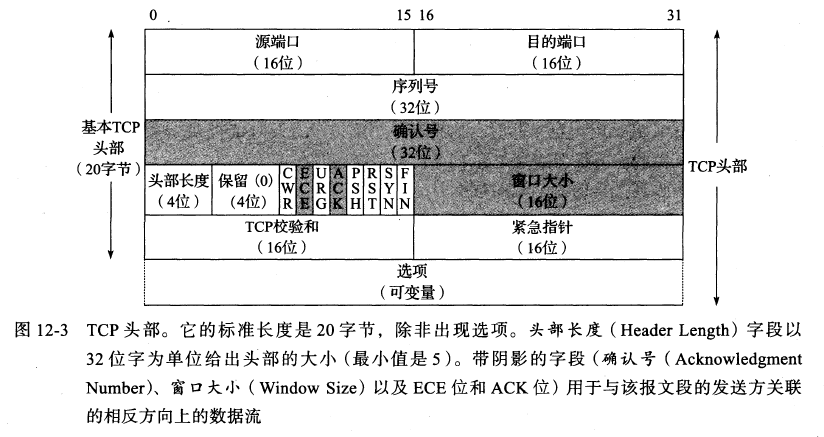 0 15 16 31
源端口 目的端口
（16位） （16位）
序列号
（32位）
基本TCP
头部
（20字节）
确认号
（32位）
TCP头部
头部长度 保留(0) CWR ECE URG ACK PSH RST SYN FIN 窗口大小
（4位） （4位） （16位）
TCP校验和 紧急指针
（16位） （16位）
选项
（可变量）
图 12-3 TCP 头部。它的标准长度是 20 字节，除非出现选项。头部长度（Header Length）字段以
32 位字为单位给出头部的大小（最小值是 5）。带阴影的字段（确认号（Acknowledgment
Number）、窗口大小（Window Size）以及 ECE 位和 ACK 位）用于与该报文段的发送方关联
的相反方向上的数据流